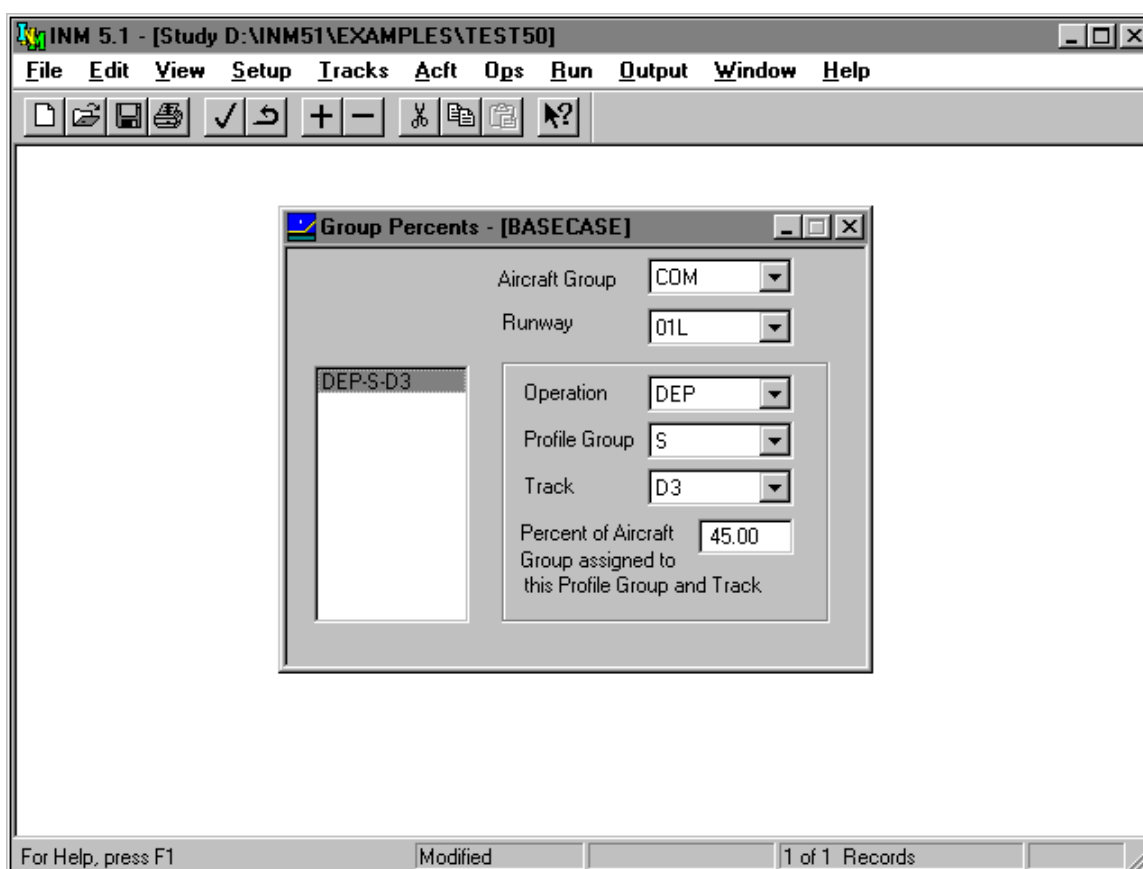 INM 5.1 - [Study D:\INM51\EXAMPLES\TEST50]
File Edit View Setup Tracks Acft Ops Run Output Window Help
Group Percents - [BASECASE]
Aircraft Group COM
Runway 01L
DEP-S-D3
Operation DEP
Profile Group S
Track D3
Percent of Aircraft 45.00
Group assigned to
this Profile Group and Track
For Help, press F1 Modified 1 of 1 Records